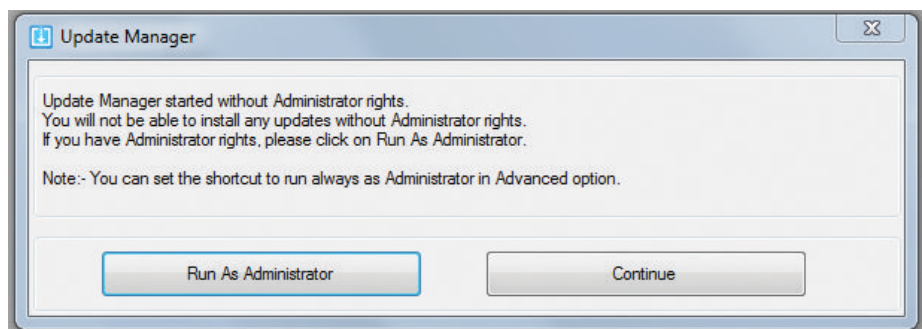 Update Manager
Update Manager started without Administrator rights.
You will not be able to install any updates without Administrator rights.
If you have Administrator rights, please click on Run As Administrator.
Note:- You can set the shortcut to run always as Administrator in Advanced option.
Run As Administrator
Continue